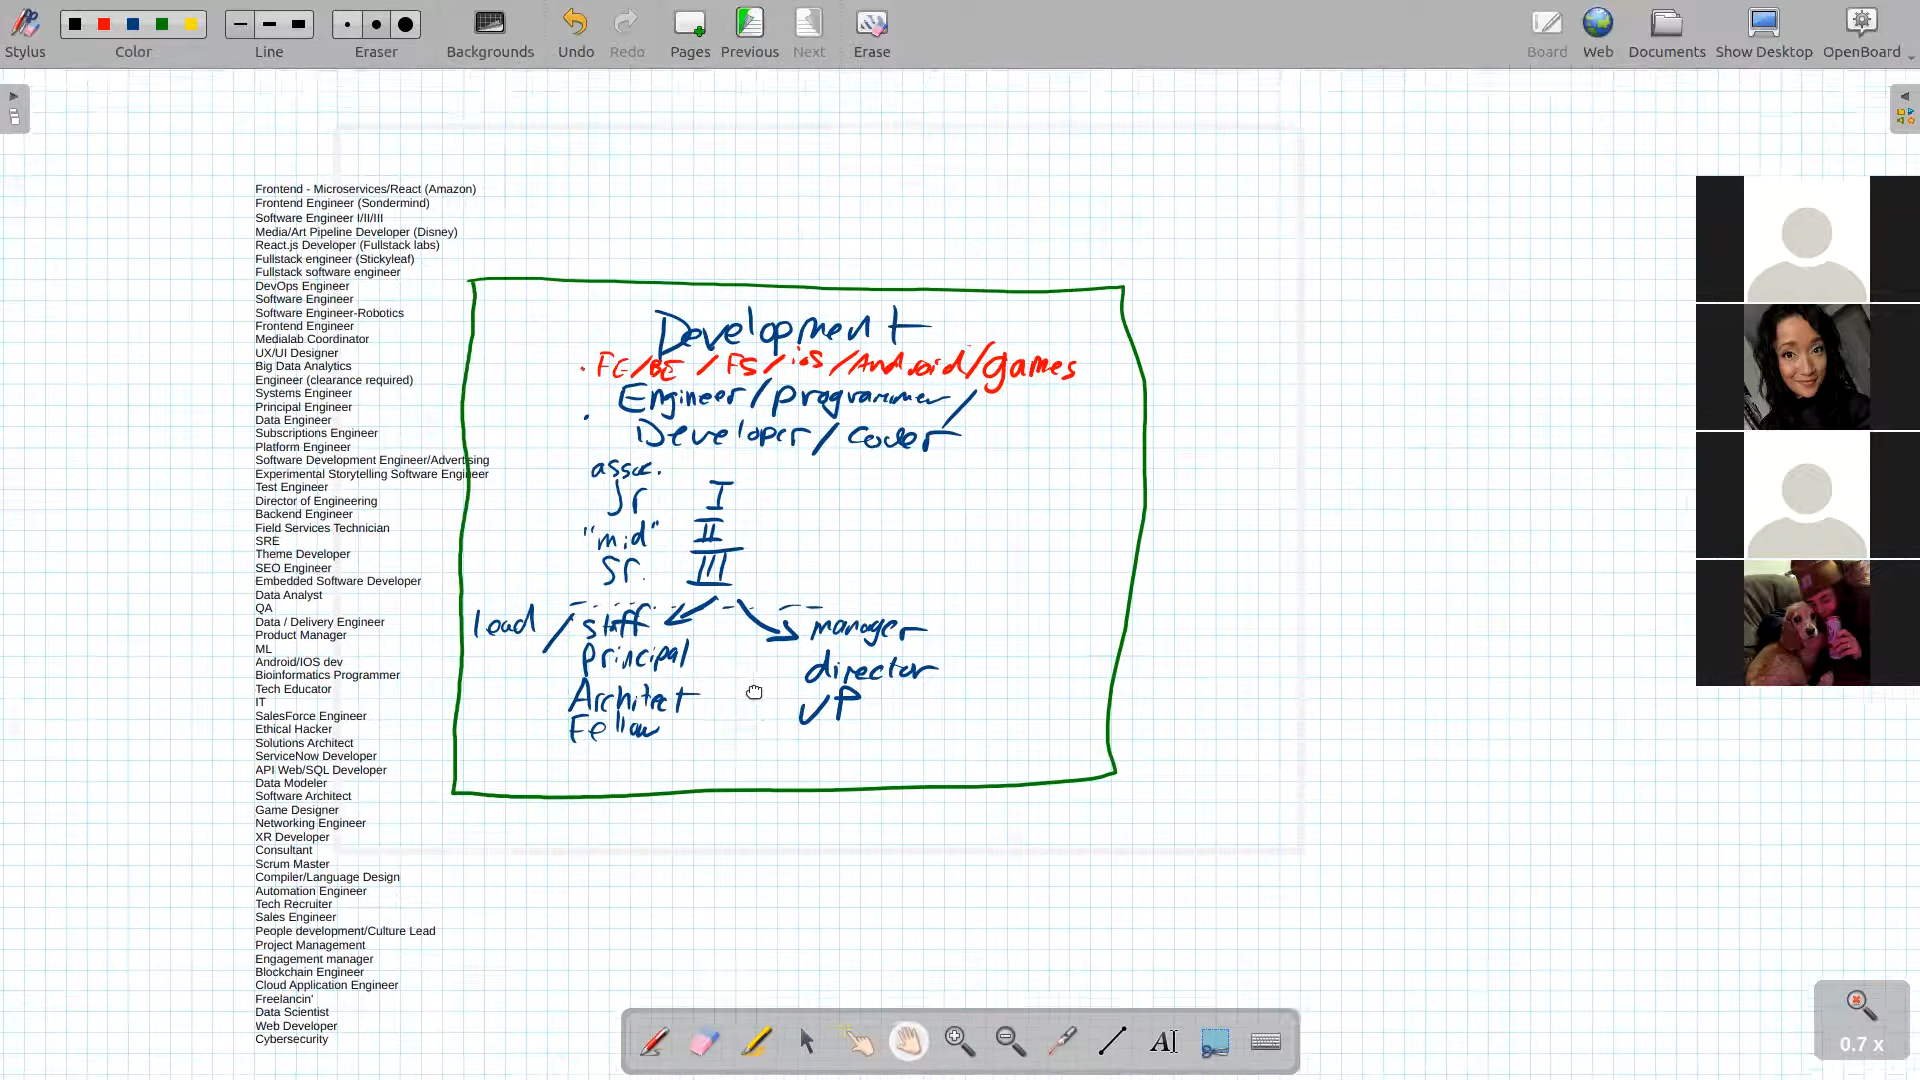 Stylus
Color
Line
Eraser
Backgrounds
Undo
Redo
Pages
Previous
Next
Erase
Board
Web
Documents
Show Desktop
OpenBoard
Frontend - Microservices/React (Amazon)
Frontend Engineer (Sondermind)
Software Engineer I/II/III
Media/Art Pipeline Developer (Disney)
React.js Developer (Fullstack labs)
Fullstack engineer (Stickyleaf)
Fullstack software engineer
DevOps Engineer
Software Engineer
Software Engineer-Robotics
Frontend Engineer
Medialab Coordinator
UX/UI Designer
Big Data Analytics
Engineer (clearance required)
Systems Engineer
Principal Engineer
Data Engineer
Subscriptions Engineer
Platform Engineer
Software Development Engineer/Advertising
Experimental Storytelling Software Engineer
Test Engineer
Director of Engineering
Backend Engineer
Field Services Technician
SRE
Theme Developer
SEO Engineer
Embedded Software Developer
Data Analyst
QA
Data / Delivery Engineer
Product Manager
ML
Android/IOS dev
Bioinformatics Programmer
Tech Educator
IT
SalesForce Engineer
Ethical Hacker
Solutions Architect
ServiceNow Developer
API Web/SQL Developer
Data Modeler
Software Architect
Game Designer
Networking Engineer
XR Developer
Consultant
Scrum Master
Compiler/Language Design
Automation Engineer
Tech Recruiter
Sales Engineer
People development/Culture Lead
Project Management
Engagement manager
Blockchain Engineer
Cloud Application Engineer
Freelancin'
Data Scientist
Web Developer
Cybersecurity
Development
· FE/BE/FS/ios/Android/games
· Engineer/programmer/
Developer/coder
assoc.
Jr I
"mid" II
Sr. III
lead / staff
Principal
Architect
Fellow
manager
director
VP
AI
0.7 x